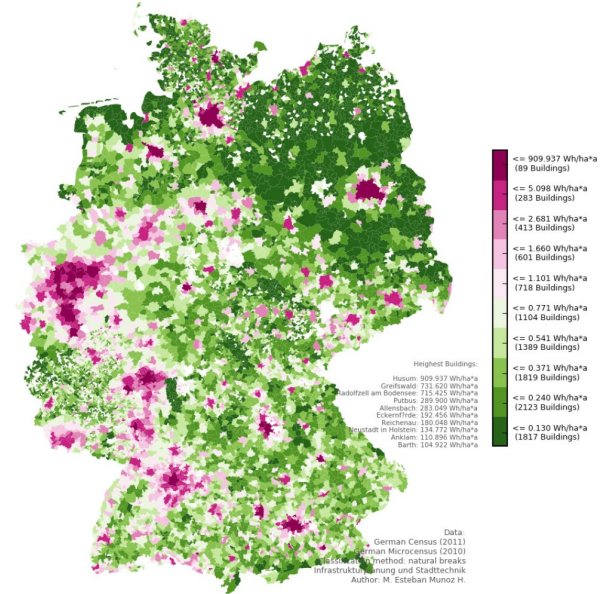 <= 909.937 Wh/ha*a
(89 Buildings)
<= 5.098 Wh/ha*a
(283 Buildings)
<= 2.681 Wh/ha*a
(413 Buildings)
<= 1.660 Wh/ha*a
(601 Buildings)
<= 1.101 Wh/ha*a
(718 Buildings)
<= 0.771 Wh/ha*a
(1104 Buildings)
<= 0.541 Wh/ha*a
(1389 Buildings)
<= 0.371 Wh/ha*a
(1819 Buildings)
<= 0.240 Wh/ha*a
(2123 Buildings)
<= 0.130 Wh/ha*a
(1817 Buildings)
Heighest Buildings:
Husum: 909.937 Wh/ha*a
Greifswald: 731.620 Wh/ha*a
Radolfzell am Bodensee: 715.425 Wh/ha*a
Putbus: 289.900 Wh/ha*a
Allensbach: 283.049 Wh/ha*a
Eckernf?rde: 192.456 Wh/ha*a
Reichenau: 180.048 Wh/ha*a
Neustadt in Holstein: 134.772 Wh/ha*a
Anklam: 110.896 Wh/ha*a
Barth: 104.922 Wh/ha*a
Data:
German Census (2011)
German Microcensus (2010)
Classification method: natural breaks
Infrastrukturplanung und Stadttechnik
Author: M. Esteban Munoz H.